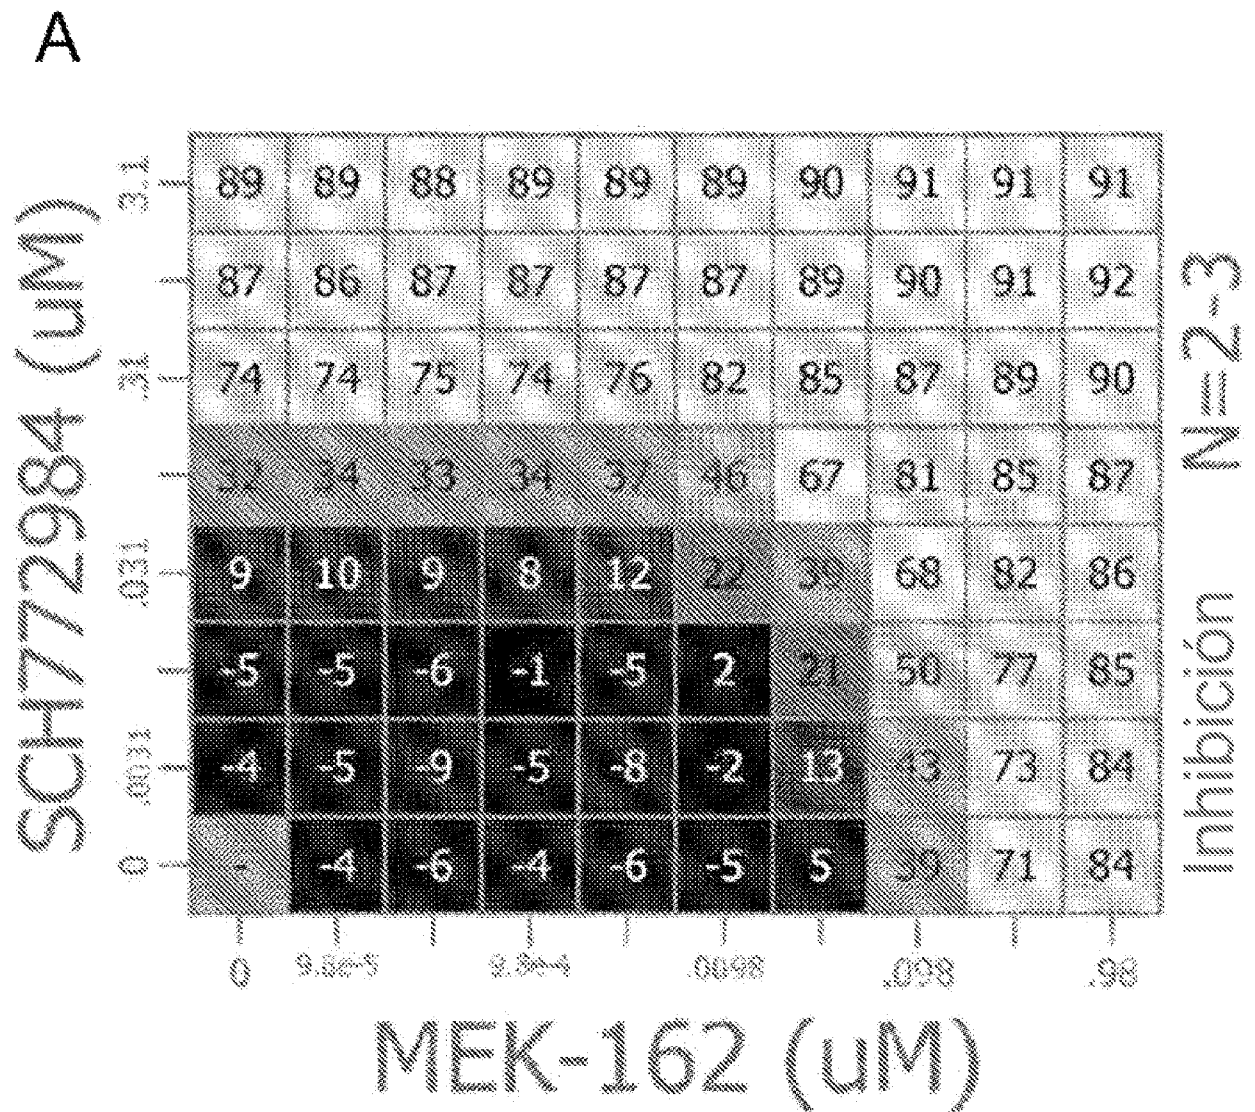 A
SCH772984 (uM)
3.1 89 89 88 89 89 89 90 91 91 91
87 86 87 87 87 87 89 90 91 92
.31 74 74 75 74 76 82 85 87 89 90
32 34 33 34 37 46 67 81 85 87
.031 9 10 9 8 12 22 68 82 86
-5 -5 -6 -1 -5 2 21 50 77 85
.0031 -4 -5 -9 -5 -8 -2 13 43 73 84
0 - -4 -6 -4 -6 -5 5 39 71 84
0 9.8e-5 9.8e-4 .0098 .098 .98
MEK-162 (uM)
Inhibición N=2-3